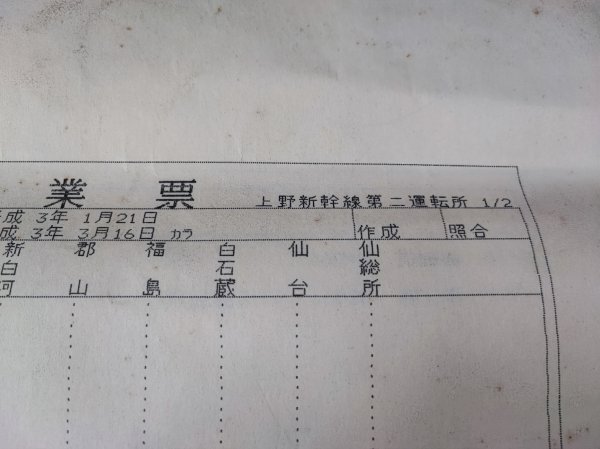 業票 上野新幹線第二運転所 1/2
成 3年 1月21日
成 3年 3月16日 カラ 作成 照合
新白河 郡山 福島 白石蔵 仙台 仙総所